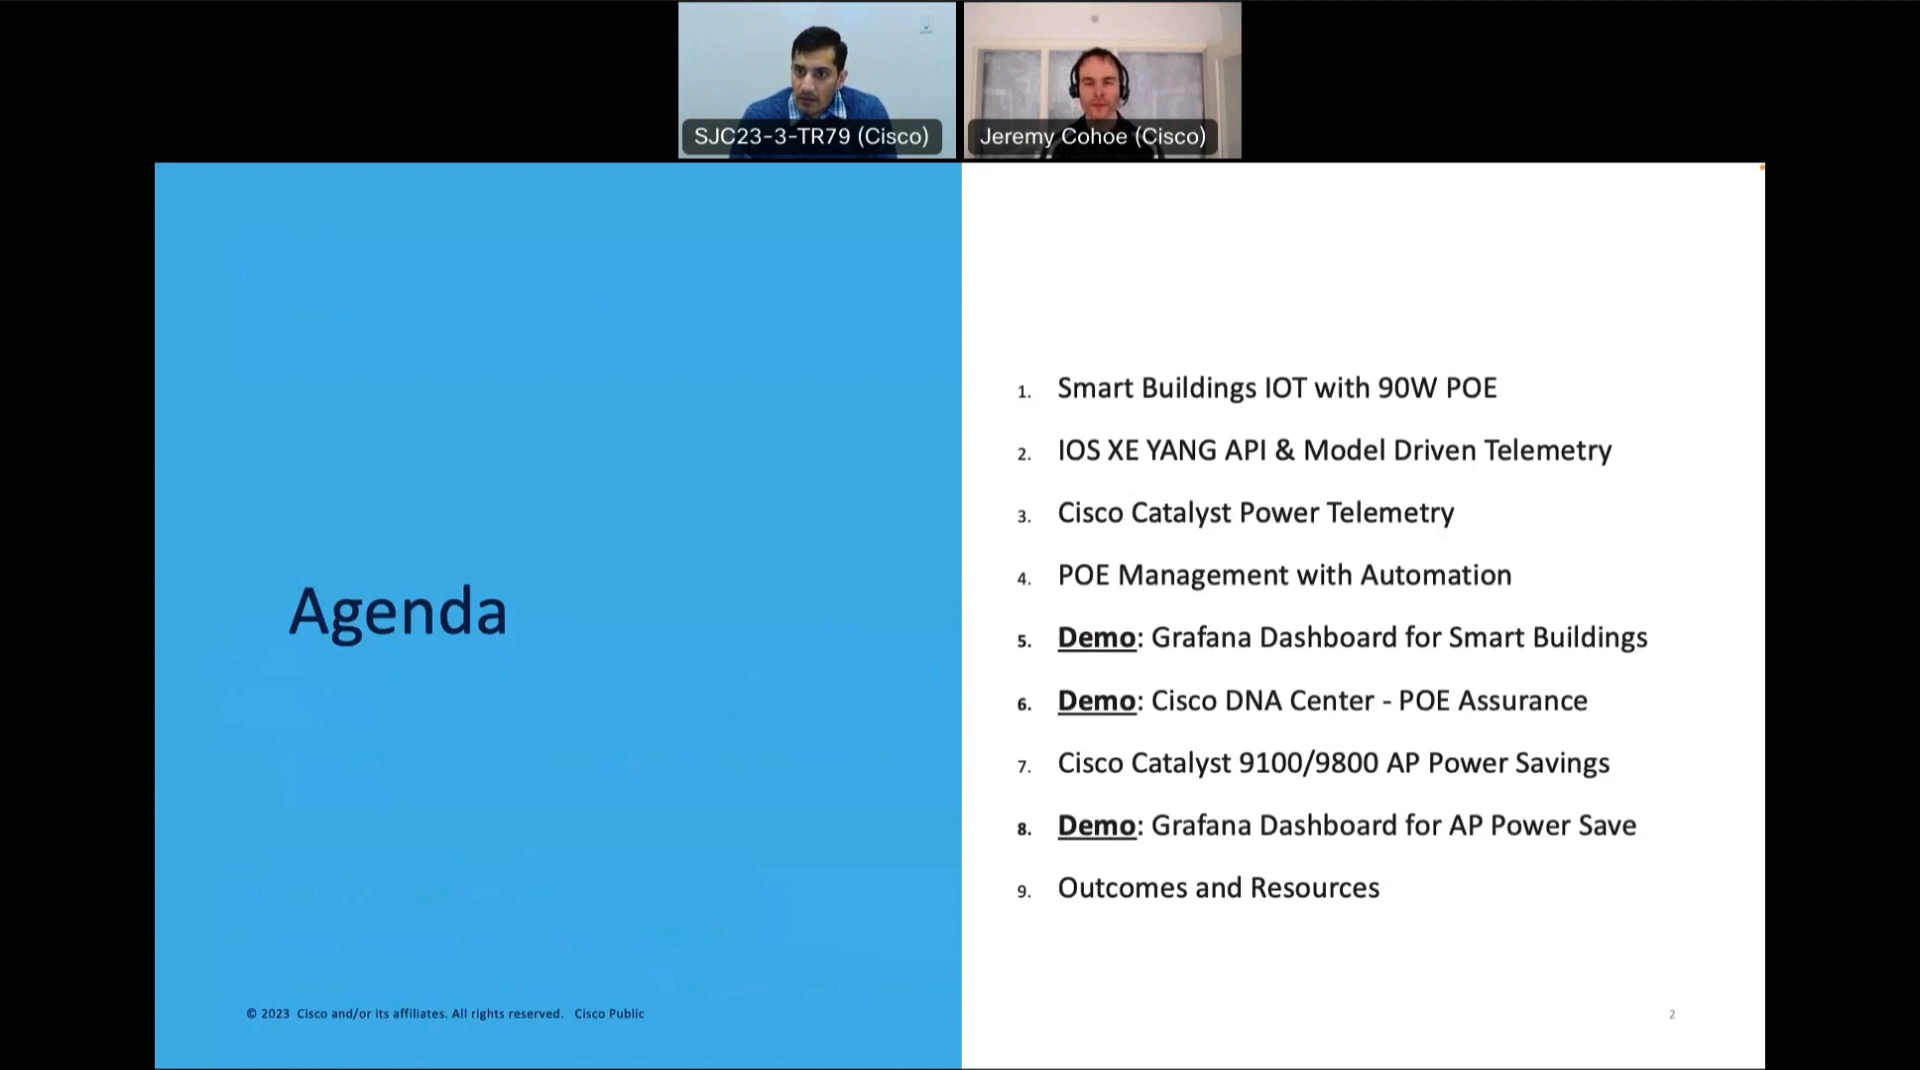 SJC23-3-TR79 (Cisco)
Jeremy Cohoe (Cisco)
Agenda
1. Smart Buildings IOT with 90W POE
2. IOS XE YANG API & Model Driven Telemetry
3. Cisco Catalyst Power Telemetry
4. POE Management with Automation
5. Demo: Grafana Dashboard for Smart Buildings
6. Demo: Cisco DNA Center - POE Assurance
7. Cisco Catalyst 9100/9800 AP Power Savings
8. Demo: Grafana Dashboard for AP Power Save
9. Outcomes and Resources
© 2023 Cisco and/or its affiliates. All rights reserved. Cisco Public
2